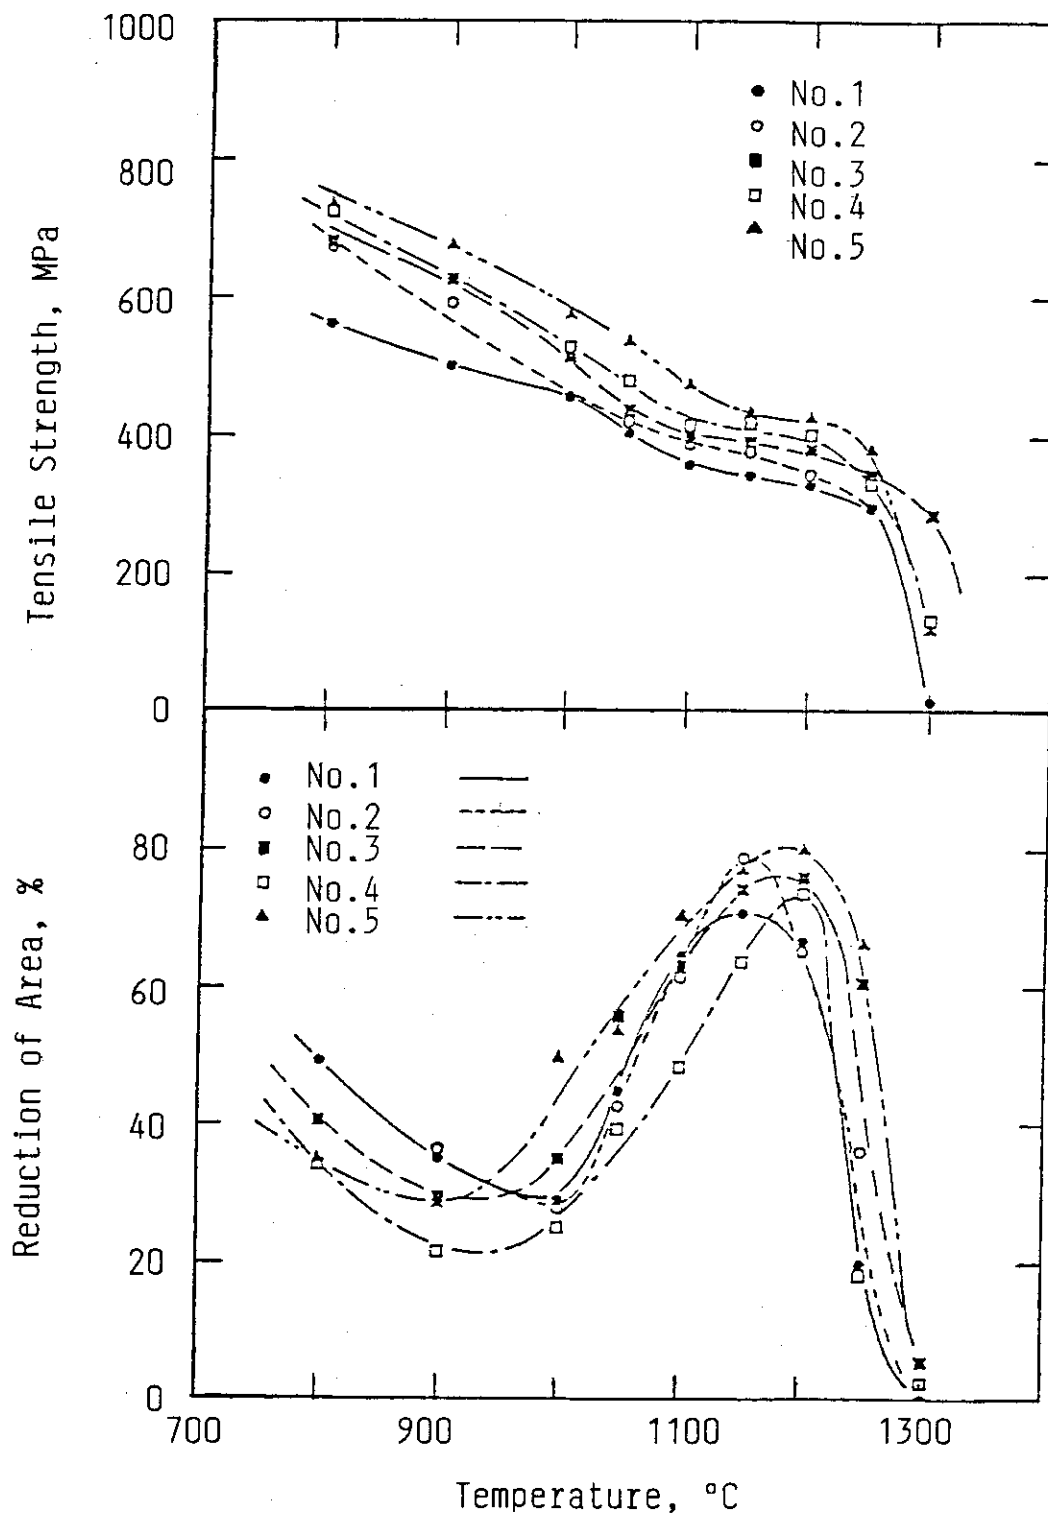 1000
800
600
400
200
0
Tensile Strength, MPa
No.1
No.2
No.3
No.4
No.5
No.1
No.2
No.3
No.4
No.5
80
60
40
20
0
Reduction of Area, %
700
900
1100
1300
Temperature, °C